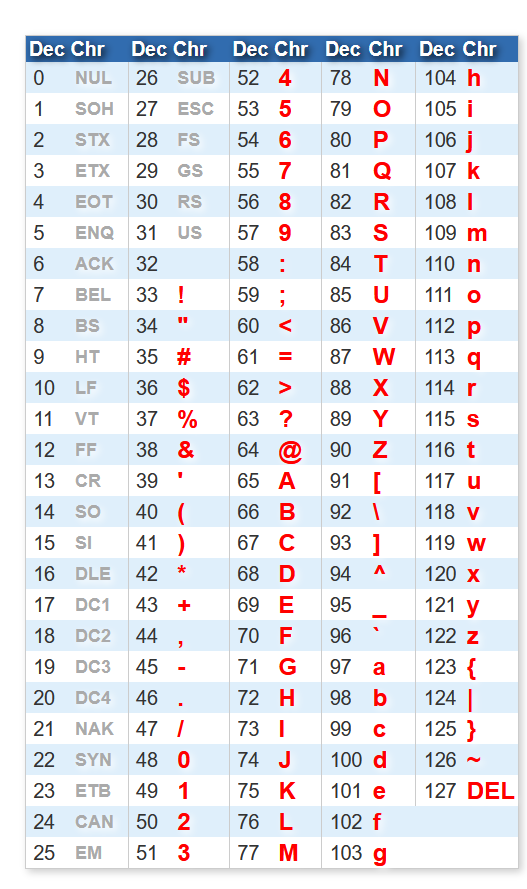 Dec Chr Dec Chr Dec Chr Dec Chr Dec Chr
0 NUL 26 SUB 52 4 78 N 104 h
1 SOH 27 ESC 53 5 79 O 105 i
2 STX 28 FS 54 6 80 P 106 j
3 ETX 29 GS 55 7 81 Q 107 k
4 EOT 30 RS 56 8 82 R 108 l
5 ENQ 31 US 57 9 83 S 109 m
6 ACK 32 58 : 84 T 110 n
7 BEL 33 ! 59 ; 85 U 111 o
8 BS 34 " 60 < 86 V 112 p
9 HT 35 # 61 = 87 W 113 q
10 LF 36 $ 62 > 88 X 114 r
11 VT 37 % 63 ? 89 Y 115 s
12 FF 38 & 64 @ 90 Z 116 t
13 CR 39 ' 65 A 91 [ 117 u
14 SO 40 ( 66 B 92 \ 118 v
15 SI 41 ) 67 C 93 ] 119 w
16 DLE 42 * 68 D 94 ^ 120 x
17 DC1 43 + 69 E 95 _ 121 y
18 DC2 44 , 70 F 96 ` 122 z
19 DC3 45 - 71 G 97 a 123 {
20 DC4 46 . 72 H 98 b 124 |
21 NAK 47 / 73 I 99 c 125 }
22 SYN 48 0 74 J 100 d 126 ~
23 ETB 49 1 75 K 101 e 127 DEL
24 CAN 50 2 76 L 102 f
25 EM 51 3 77 M 103 g